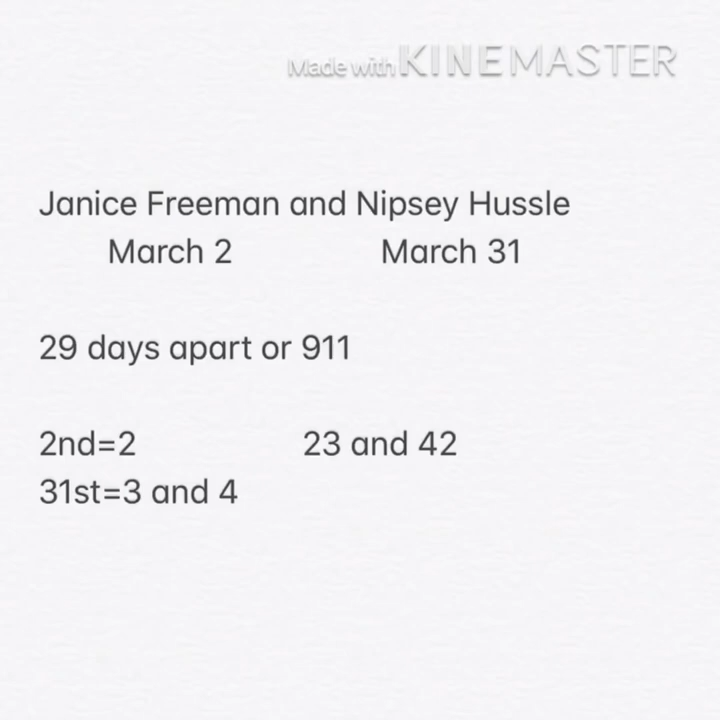 Made with KINEMASTER
Janice Freeman and Nipsey Hussle
March 2 March 31
29 days apart or 911
2nd=2 23 and 42
31st=3 and 4